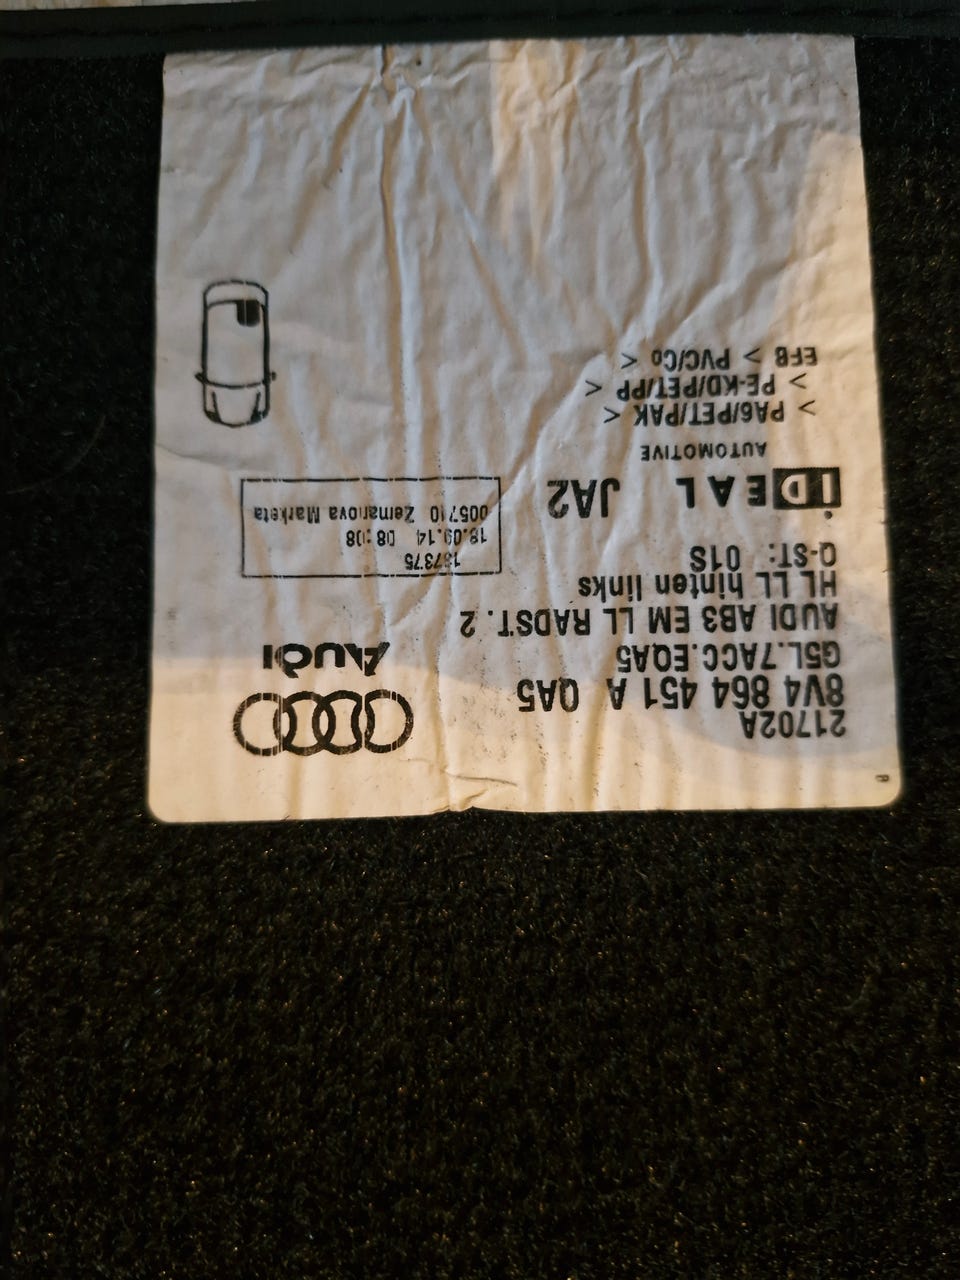 21702A
8V4 864 451 A QA5
G5L.7ACC.EQA5
AUDI AB3 EM LL RADST. 2
HL LL hinten links
Q-ST: 01S
Audi
137375
18.09.14 08:08
005710 Zemanova Marketa
iDEAL JA2
AUTOMOTIVE
> PA6/PET/PAK <
> PE-KD/PET/PP <
EFB > PVC/Co <